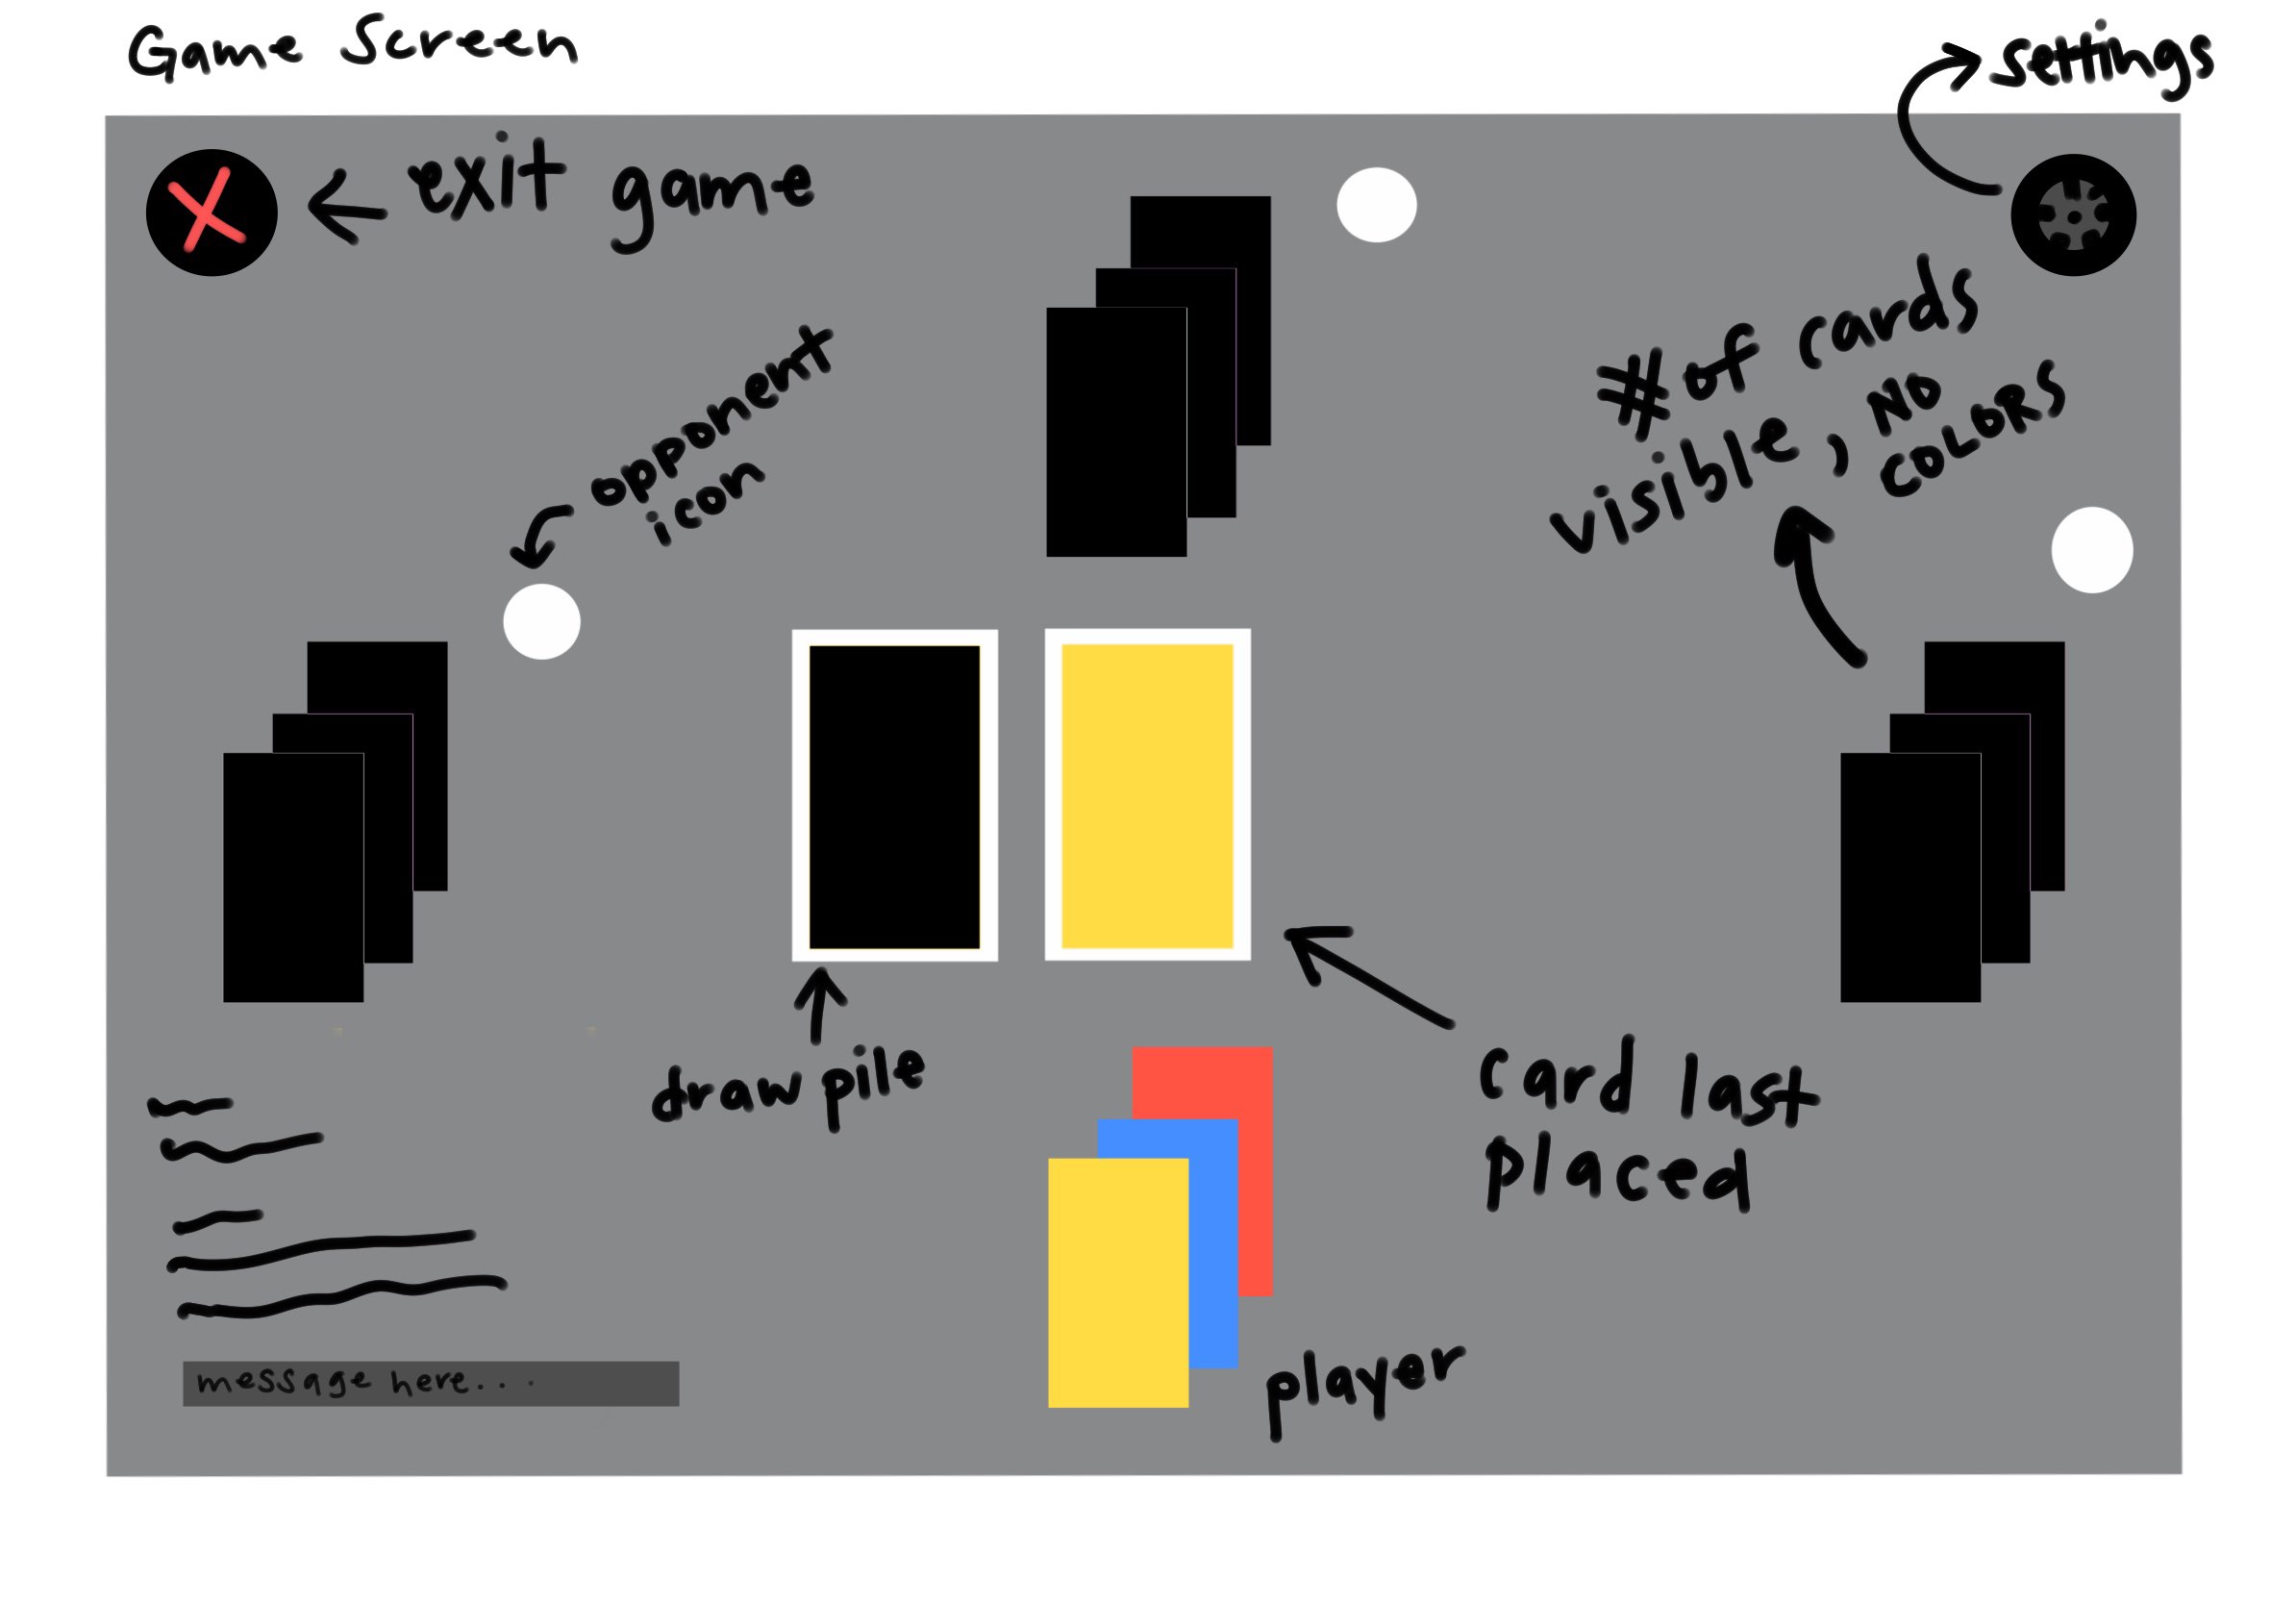 Game Screen
settings
exit game
# of cards
visible, NO
COLORS
opponent
icon
draw pile
card last
placed
message here...
player